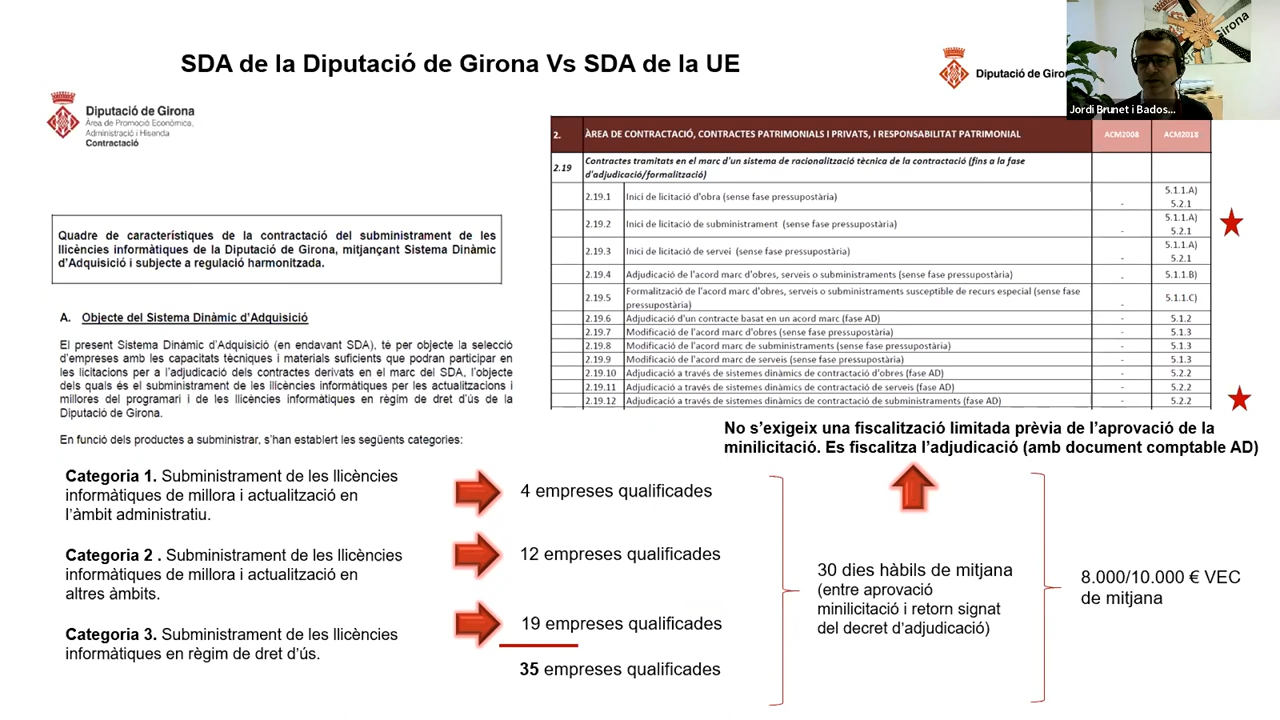 SDA de la Diputació de Girona Vs SDA de la UE
Diputació de Girona
Àrea de Promoció Econòmica,
Administració i Hisenda
Contractació
Diputació de Giro
Girona
Jordi Brunet i Bados...
Quadre de característiques de la contractació del subministrament de les
llicències informàtiques de la Diputació de Girona, mitjançant Sistema Dinàmic
d'Adquisició i subjecte a regulació harmonitzada.
A. Objecte del Sistema Dinàmic d'Adquisició
El present Sistema Dinàmic d'Adquisició (en endavant SDA), té per objecte la selecció
d'empreses amb les capacitats tècniques i materials suficient que podran participar en
les licitacions per a l'adjudicació dels contractes derivats en el marc del SDA, l'objecte
dels quals és el subministrament de les llicències informàtiques per les actualitzacions i
millores del programari i de les llicències informàtiques en règim de dret d'ús de la
Diputació de Girona.
En funció dels productes a subministrar, s'han establert les següents categories:
2. ÀREA DE CONTRACTACIÓ, CONTRACTES PATRIMONIALS I PRIVATS, I RESPONSABILITAT PATRIMONIAL ACM2008 ACM2018
2.19 Contractes tramitats en el marc d'un sistema de racionalització tècnica de la contractació (fins a la fase
d'adjudicació/formalització)
2.19.1 Inici de licitació d'obra (sense fase pressupostària) - 5.1.1.A)
5.2.1
2.19.2 Inici de licitació de subministrament (sense fase pressupostària) - 5.1.1.A)
5.2.1
2.19.3 Inici de licitació de servei (sense fase pressupostària) - 5.1.1.A)
5.2.1
2.19.4 Adjudicació de l'acord marc d'obres, serveis o subministraments (sense fase pressupostària) - 5.1.1.B)
2.19.5 Formalització de l'acord marc d'obres, serveis o subministraments susceptible de recurs especial (sense fase
pressupostària) - 5.1.1.C)
2.19.6 Adjudicació d'un contracte basat en un acord marc (fase AD) - 5.1.2
2.19.7 Modificació de l'acord marc d'obres (sense fase pressupostària) - 5.1.3
2.19.8 Modificació de l'acord marc de subministraments (sense fase pressupostària) - 5.1.3
2.19.9 Modificació de l'acord marc de serveis (sense fase pressupostària) - 5.1.3
2.19.10 Adjudicació a través de sistemes dinàmics de contractació d'obres (fase AD) - 5.2.2
2.19.11 Adjudicació a través de sistemes dinàmics de contractació de serveis (fase AD) - 5.2.2
2.19.12 Adjudicació a través de sistemes dinàmics de contractació de subministraments (fase AD) - 5.2.2
No s'exigeix una fiscalització limitada prèvia de l'aprovació de la
minilicitació. Es fiscalitza l'adjudicació (amb document comptable AD)
Categoria 1. Subministrament de les llicències
informàtiques de millora i actualització en
l'àmbit administratiu.
4 empreses qualificades
Categoria 2 . Subministrament de les llicències
informàtiques de millora i actualització en
altres àmbits.
12 empreses qualificades
Categoria 3. Subministrament de les llicències
informàtiques en règim de dret d'ús.
19 empreses qualificades
35 empreses qualificades
30 dies hàbils de mitjana
(entre aprovació
minilicitació i retorn signat
del decret d'adjudicació)
8.000/10.000 € VEC
de mitjana